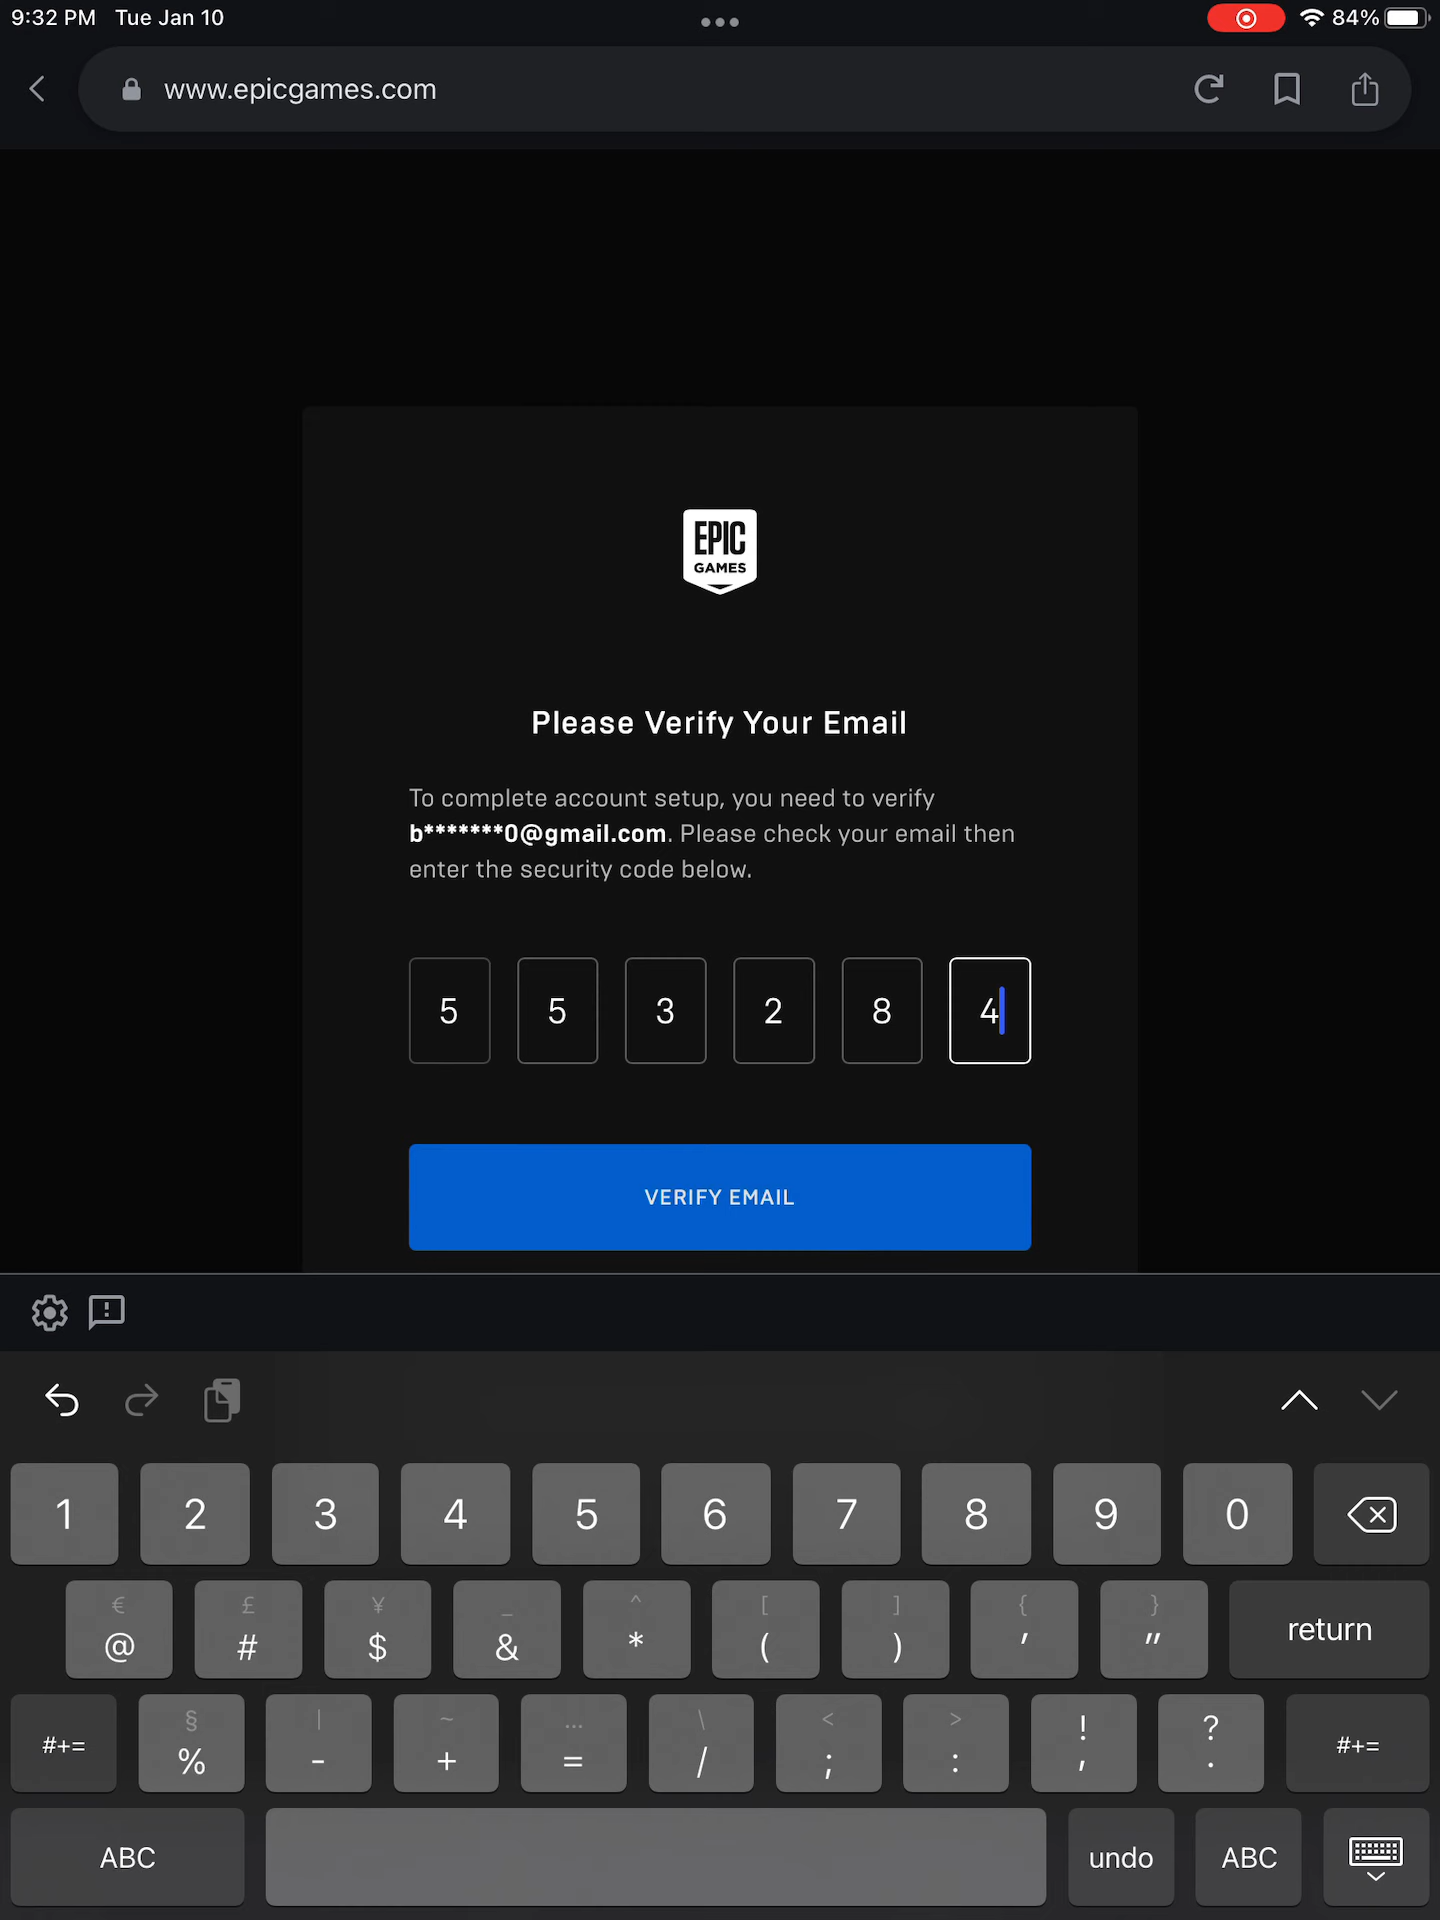 9:32 PM Tue Jan 10 84%
www.epicgames.com
EPIC
GAMES
Please Verify Your Email
To complete account setup, you need to verify
b*******0@gmail.com. Please check your email then
enter the security code below.
5 5 3 2 8 4
VERIFY EMAIL
1 2 3 4 5 6 7 8 9 0
€ £ ¥ _ ^ [ ] { }
@ # $ & * ( ) ' " return
§ | ~ … \ < > ! ?
#+= % - + = / ; : , . #+=
ABC undo ABC